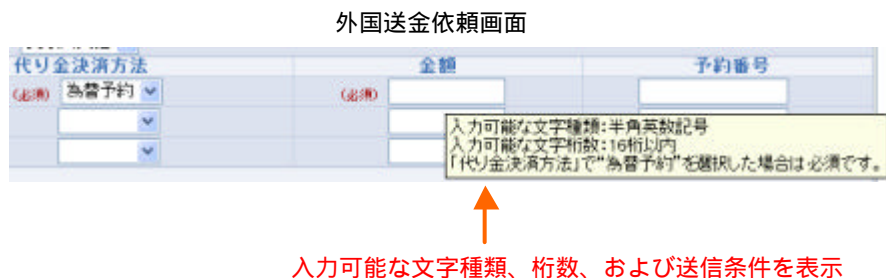 外国送金依頼画面
代り金決済方法 金額 予約番号
(必須) 為替予約 (必須)
入力可能な文字種類:半角英数記号
入力可能な文字桁数:16桁以内
「代り金決済方法」で"為替予約"を選択した場合は必須です。
入力可能な文字種類、桁数、および送信条件を表示